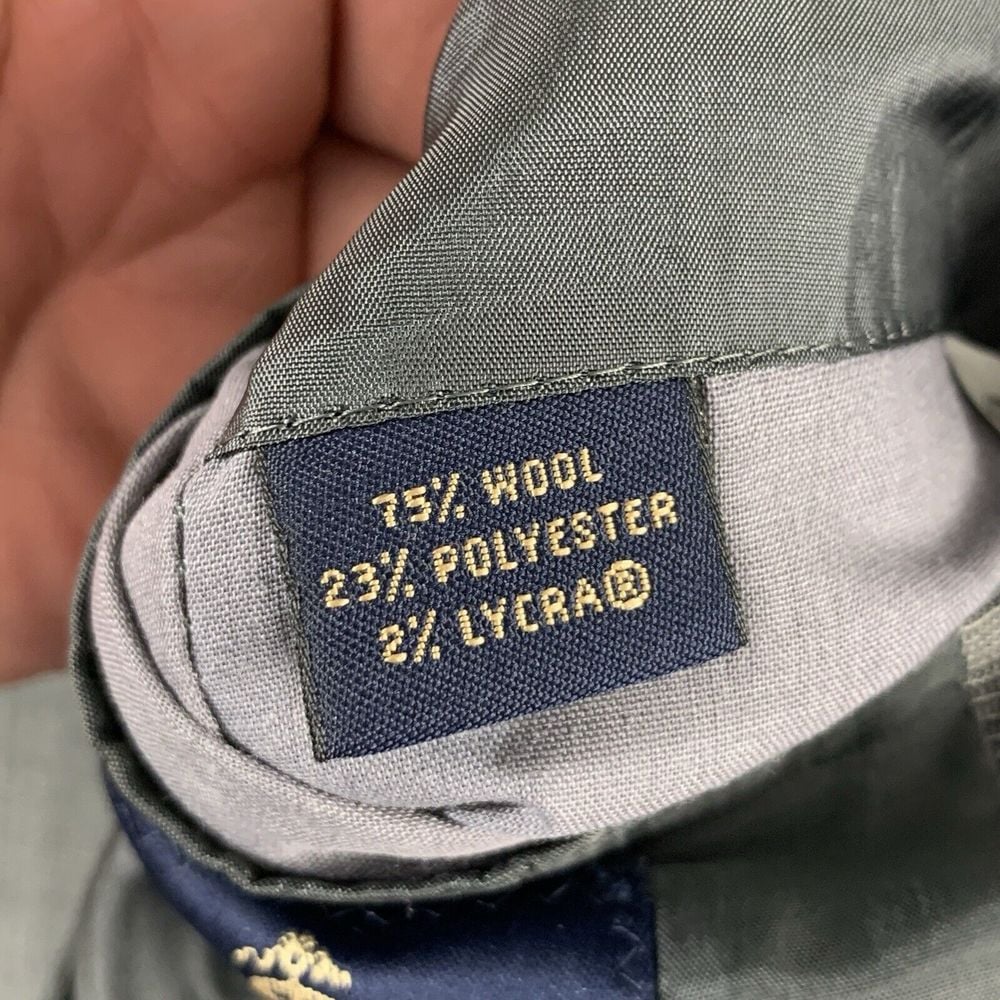 75% WOOL
23% POLYESTER
2% LYCRA®